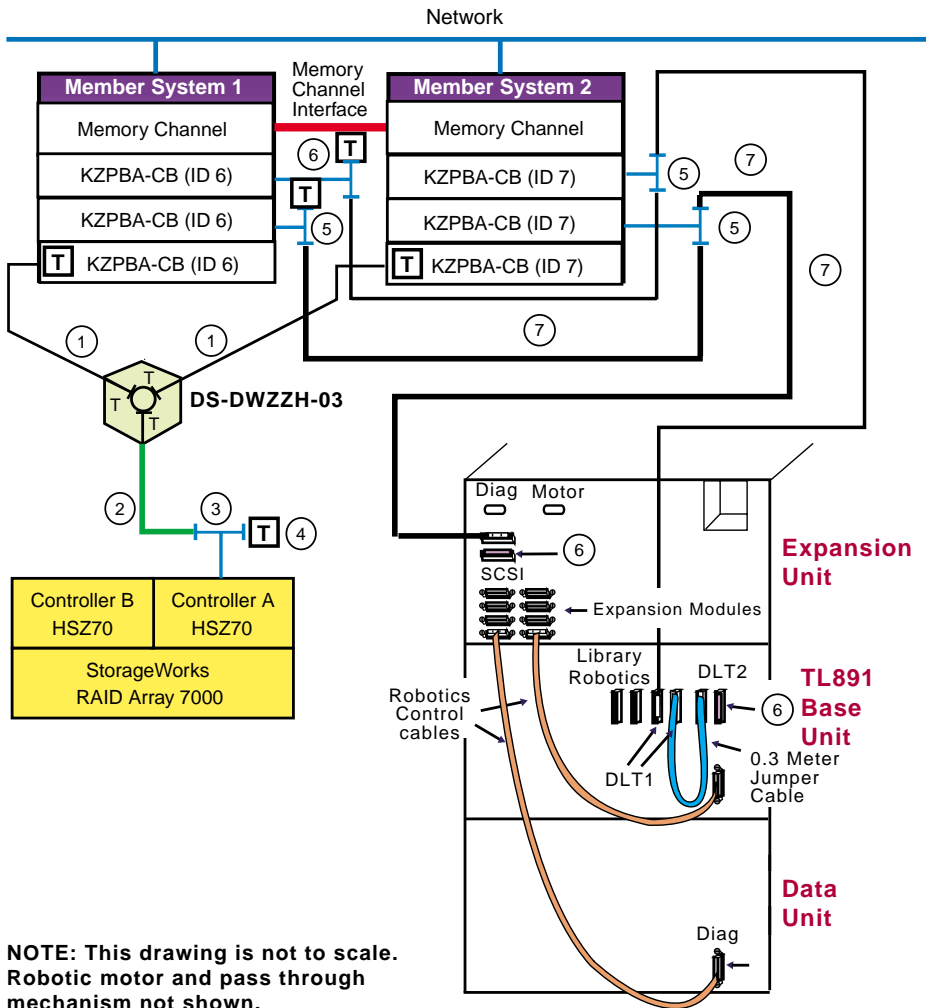 Network
Member System 1
Memory
Channel
Interface
Member System 2
Memory Channel
Memory Channel
6
T
KZPBA-CB (ID 6)
KZPBA-CB (ID 7)
5
7
T
KZPBA-CB (ID 6)
5
KZPBA-CB (ID 7)
5
T
KZPBA-CB (ID 6)
T
KZPBA-CB (ID 7)
7
1
1
7
T
T
T
DS-DWZZH-03
2
3
T
4
Controller B
HSZ70
Controller A
HSZ70
StorageWorks
RAID Array 7000
Diag
Motor
6
SCSI
Expansion Modules
Expansion
Unit
Library
Robotics
DLT2
TL891
Base
Unit
6
Robotics
Control
cables
DLT1
0.3 Meter
Jumper
Cable
Data
Unit
Diag
NOTE: This drawing is not to scale.
Robotic motor and pass through
mechanism not shown.